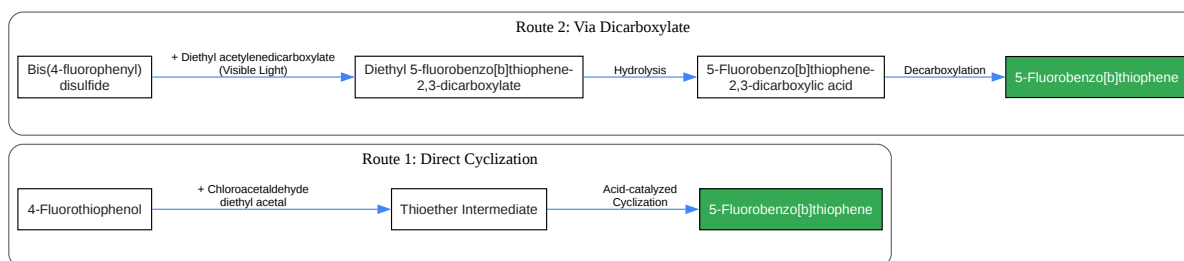 Route 2: Via Dicarboxylate
Bis(4-fluorophenyl)
disulfide
+ Diethyl acetylenedicarboxylate
(Visible Light)
Diethyl 5-fluorobenzo[b]thiophene-
2,3-dicarboxylate
Hydrolysis
5-Fluorobenzo[b]thiophene-
2,3-dicarboxylic acid
Decarboxylation
5-Fluorobenzo[b]thiophene
Route 1: Direct Cyclization
4-Fluorothiophenol
+ Chloroacetaldehyde
diethyl acetal
Thioether Intermediate
Acid-catalyzed
Cyclization
5-Fluorobenzo[b]thiophene